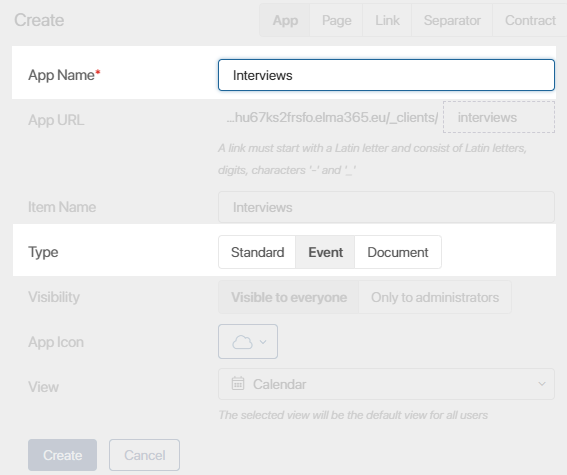 Create App Page Link Separator Contract
App Name* Interviews
App URL ...hu67ks2frsfo.elma365.eu/_clients/ interviews
A link must start with a Latin letter and consist of Latin letters,
digits, characters '-' and '_'
Item Name Interviews
Type Standard Event Document
Visibility Visible to everyone Only to administrators
App Icon
View Calendar
The selected view will be the default view for all users
Create Cancel